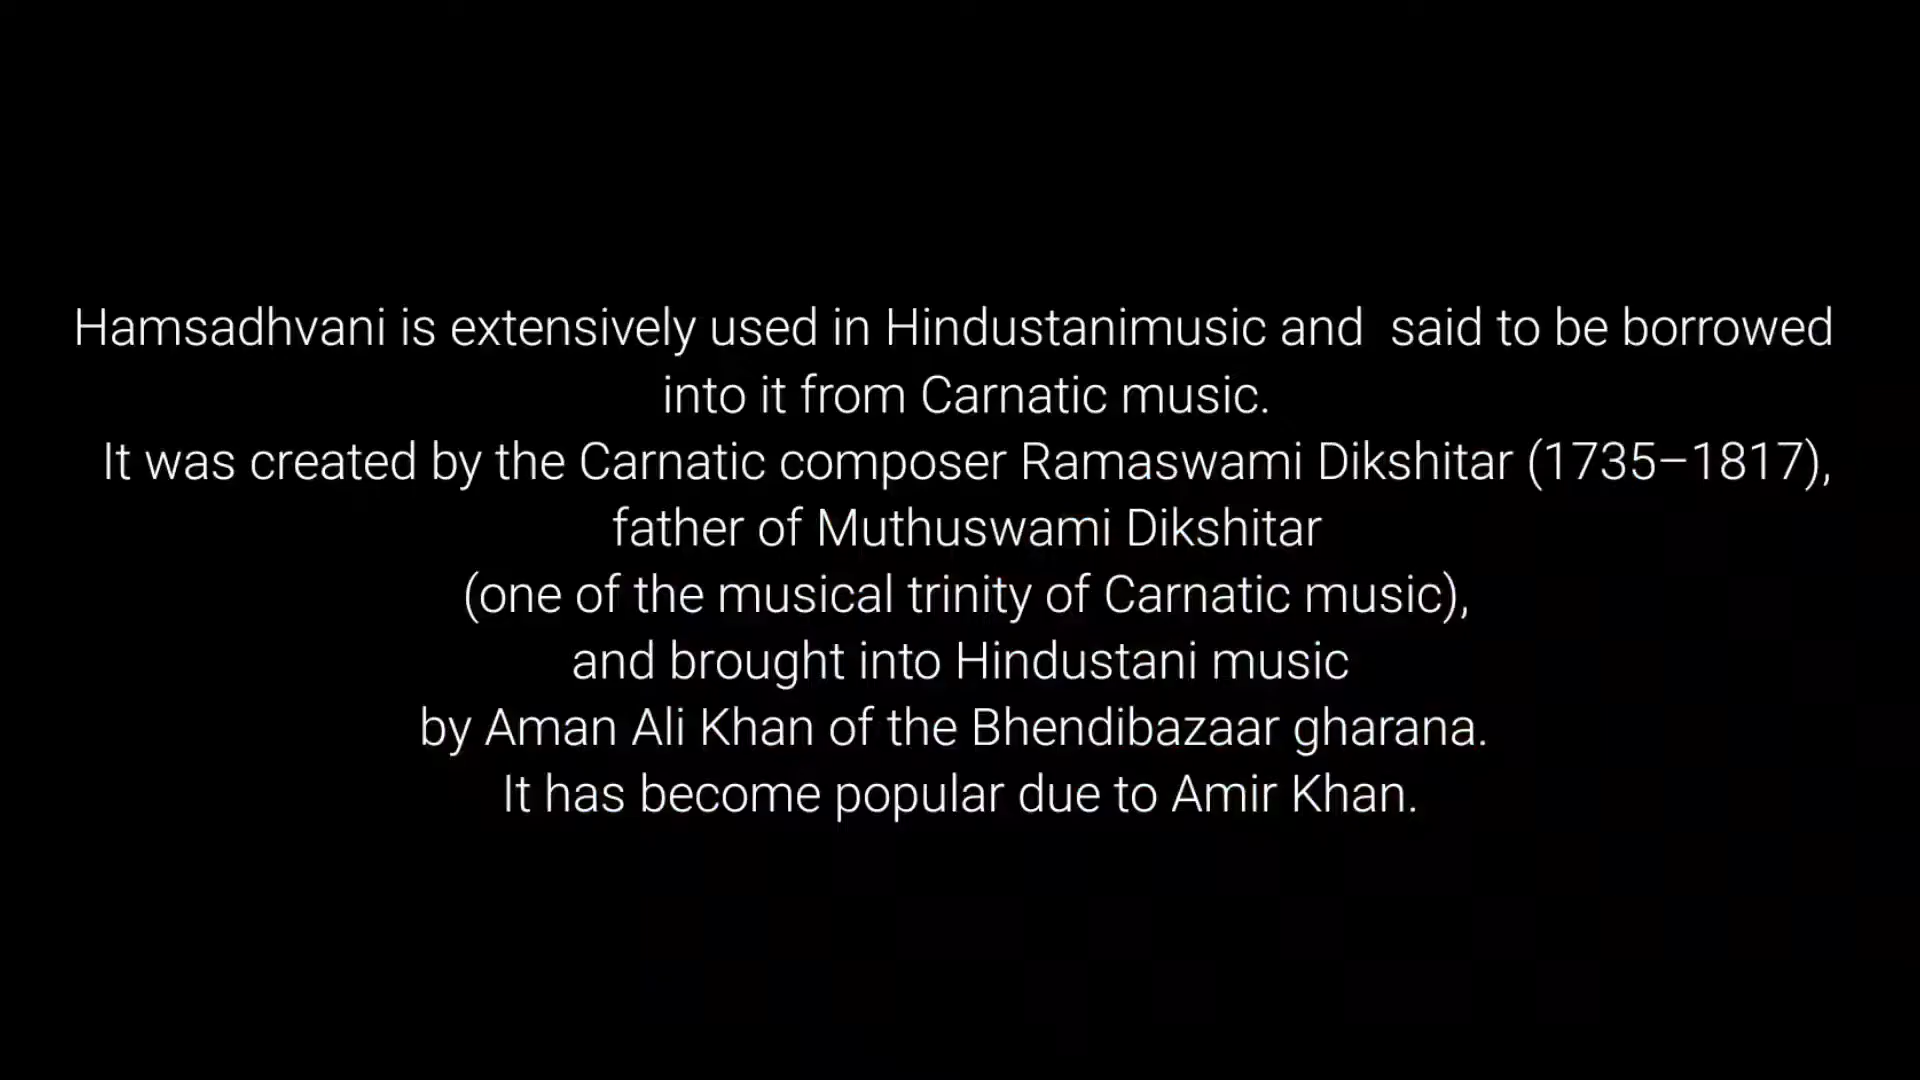 Hamsadhvani is extensively used in Hindustanimusic and  said to be borrowed
into it from Carnatic music.
It was created by the Carnatic composer Ramaswami Dikshitar (1735–1817),
father of Muthuswami Dikshitar
(one of the musical trinity of Carnatic music),
and brought into Hindustani music
by Aman Ali Khan of the Bhendibazaar gharana.
It has become popular due to Amir Khan.